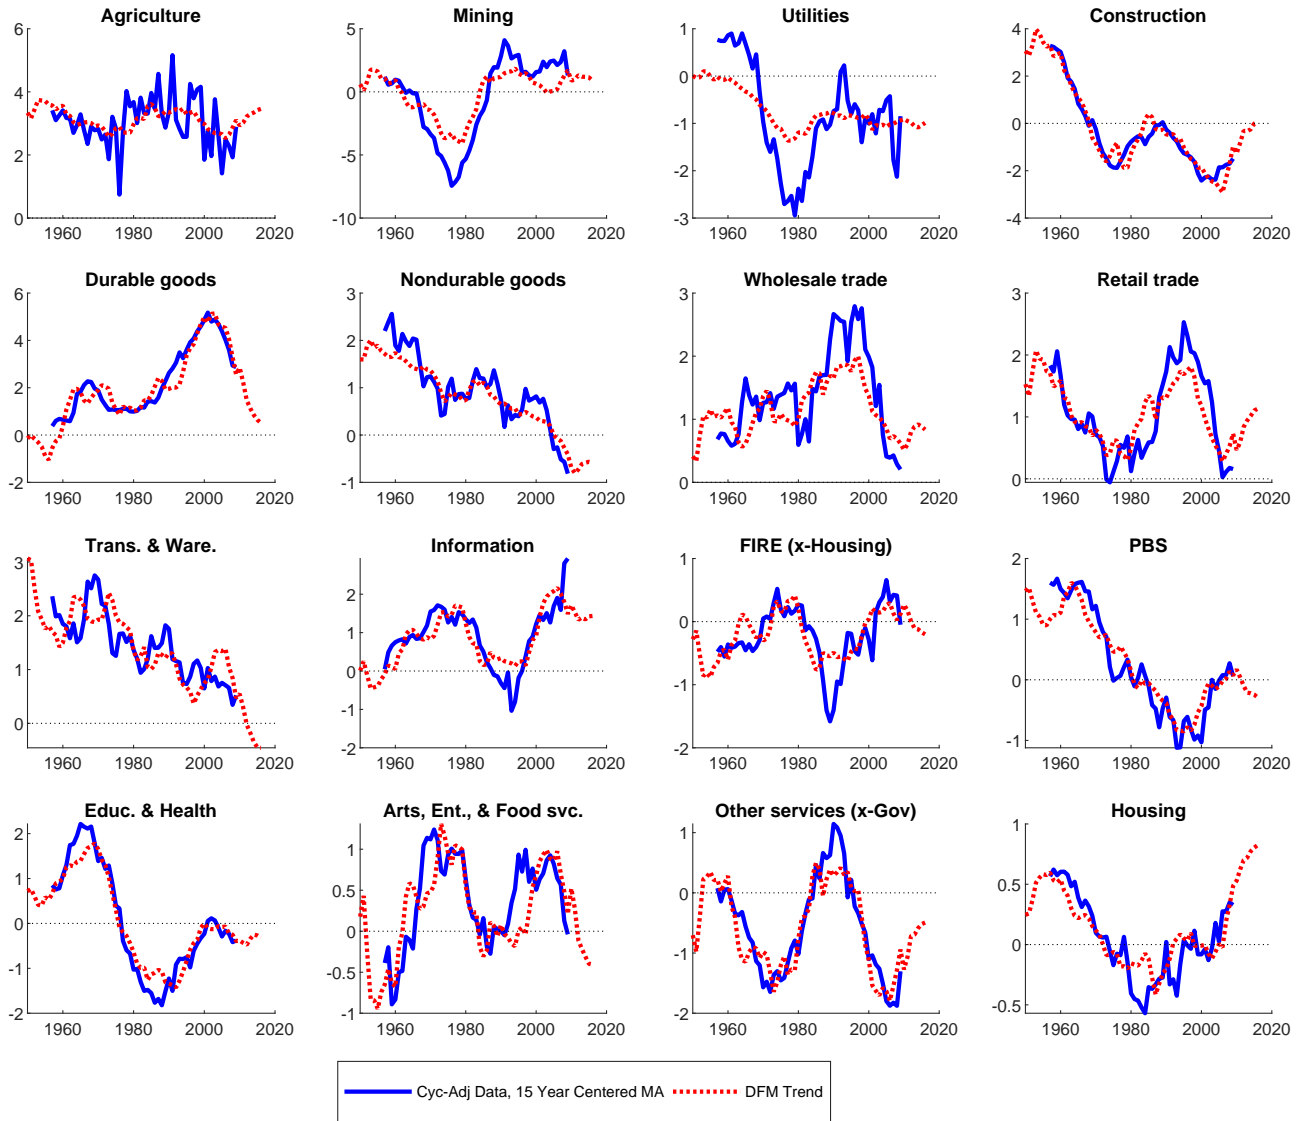 Agriculture
6
4
2
0
1960 1980 2000 2020
Mining
5
0
-5
-10
1960 1980 2000 2020
Utilities
1
0
-1
-2
-3
1960 1980 2000 2020
Construction
4
2
0
-2
-4
1960 1980 2000 2020
Durable goods
6
4
2
0
-2
1960 1980 2000 2020
Nondurable goods
3
2
1
0
-1
1960 1980 2000 2020
Wholesale trade
3
2
1
0
1960 1980 2000 2020
Retail trade
3
2
1
0
1960 1980 2000 2020
Trans. & Ware.
3
2
1
0
1960 1980 2000 2020
Information
2
1
0
-1
-2
1960 1980 2000 2020
FIRE (x-Housing)
1
0
-1
-2
1960 1980 2000 2020
PBS
2
1
0
-1
1960 1980 2000 2020
Educ. & Health
2
1
0
-1
-2
1960 1980 2000 2020
Arts, Ent., & Food svc.
1
0.5
0
-0.5
-1
1960 1980 2000 2020
Other services (x-Gov)
1
0
-1
-2
1960 1980 2000 2020
Housing
1
0.5
0
-0.5
1960 1980 2000 2020
Cyc-Adj Data, 15 Year Centered MA
DFM Trend